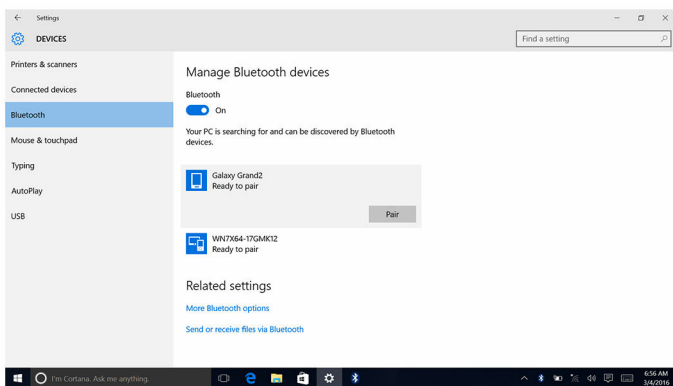 Settings
DEVICES
Find a setting
Printers & scanners
Connected devices
Bluetooth
Mouse & touchpad
Typing
AutoPlay
USB
Manage Bluetooth devices
Bluetooth
On
Your PC is searching for and can be discovered by Bluetooth
devices.
Galaxy Grand2
Ready to pair
Pair
WN7X64-17GMK12
Ready to pair
Related settings
More Bluetooth options
Send or receive files via Bluetooth
I'm Cortana. Ask me anything.
6:56 AM
3/4/2016